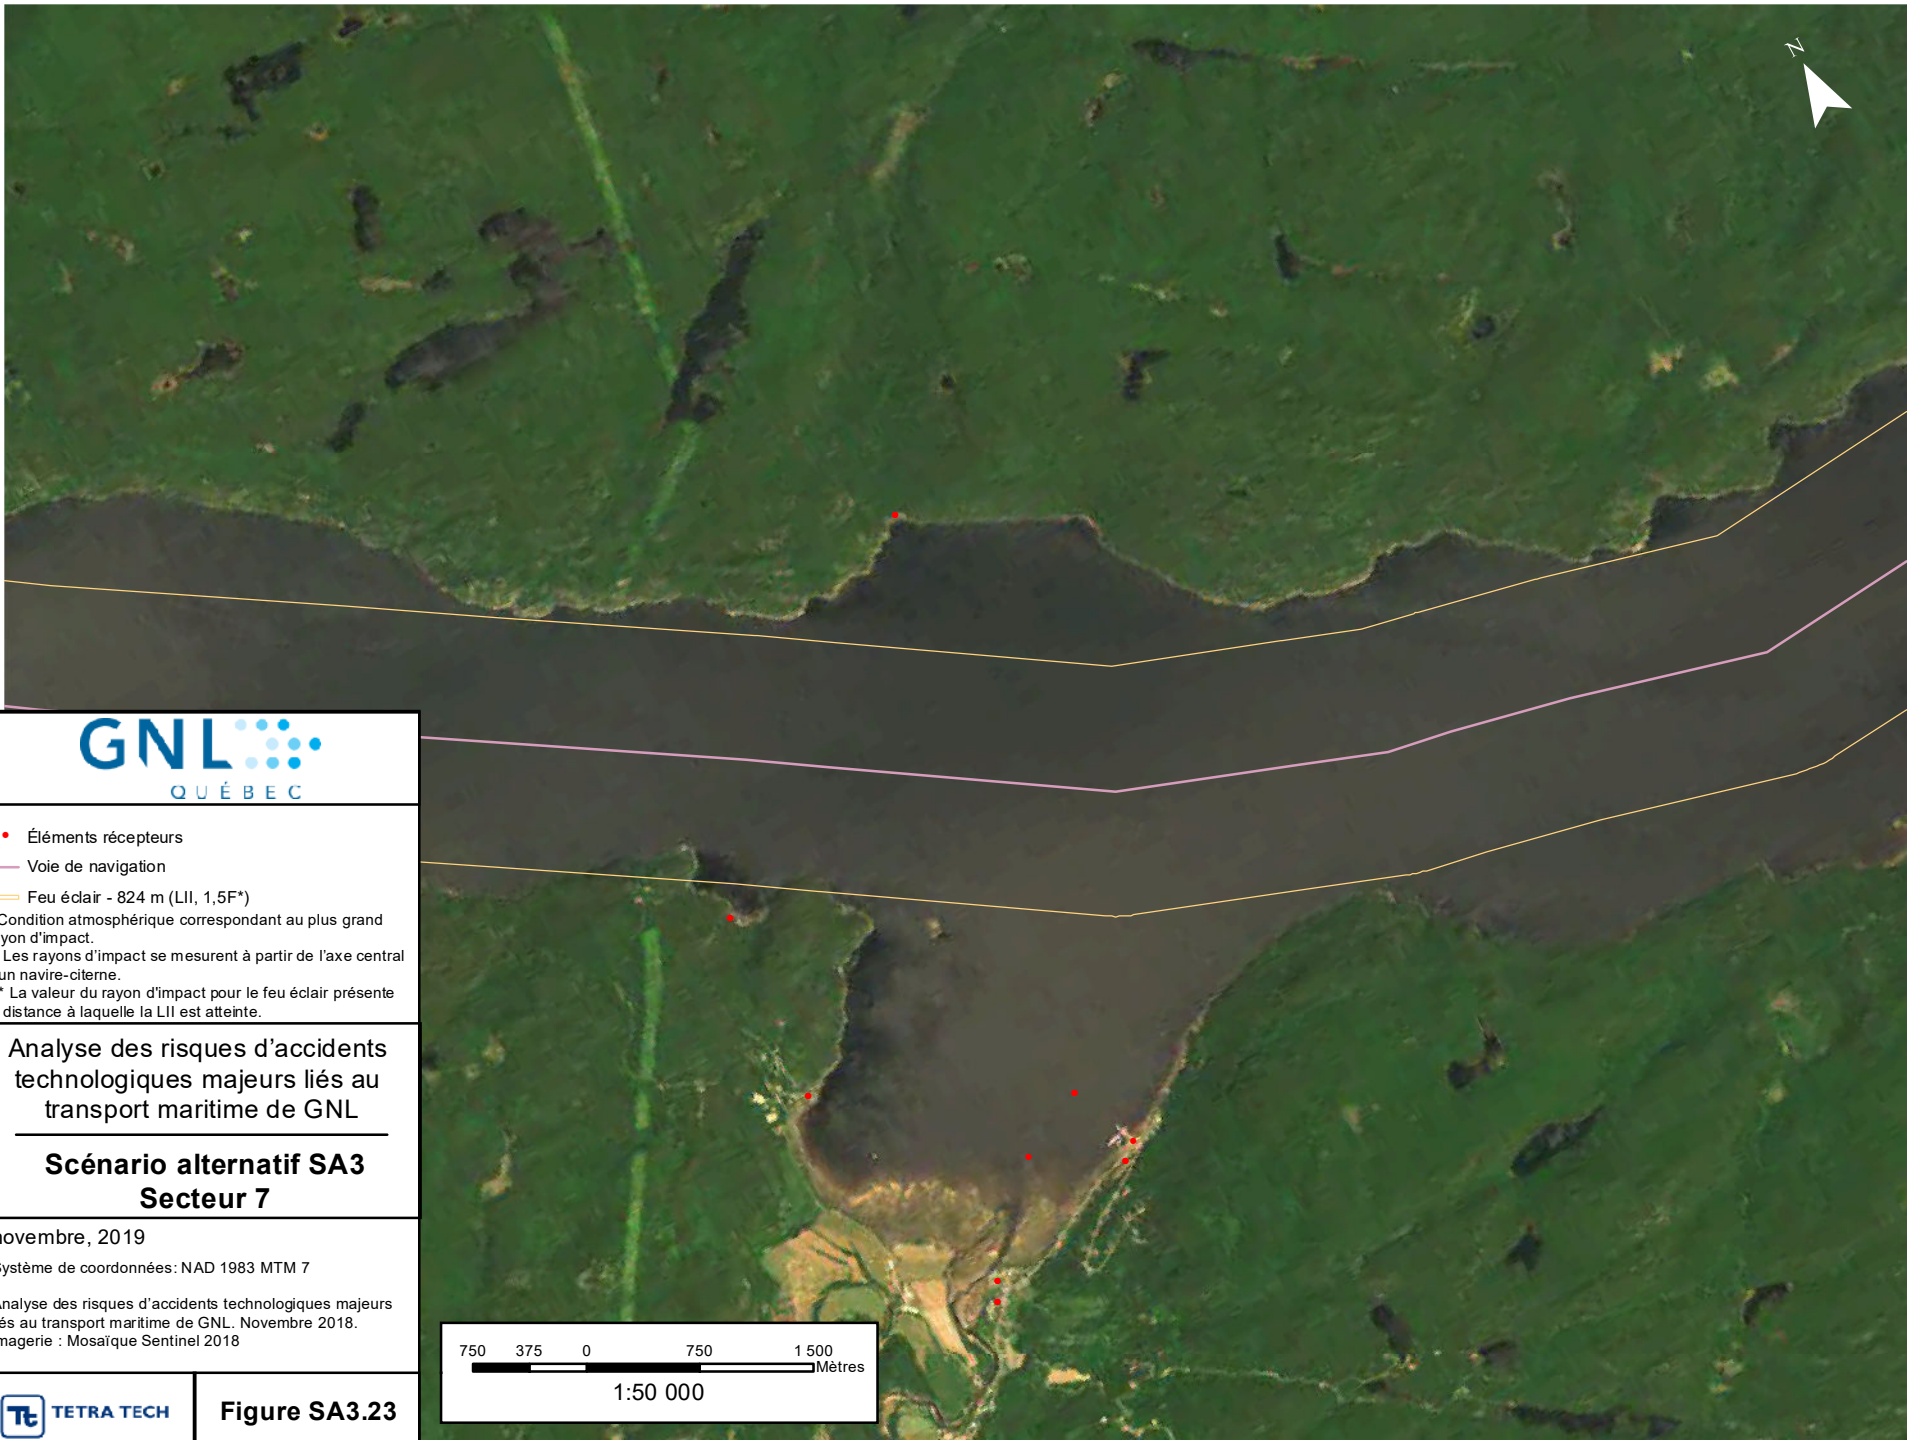 N
GNL
QUÉBEC
Éléments récepteurs
Voie de navigation
Feu éclair - 824 m (LII, 1,5F*)
Condition atmosphérique correspondant au plus grand
yon d'impact.
Les rayons d'impact se mesurent à partir de l'axe central
un navire-citerne.
* La valeur du rayon d'impact pour le feu éclair présente
distance à laquelle la LII est atteinte.
Analyse des risques d'accidents
technologiques majeurs liés au
transport maritime de GNL
Scénario alternatif SA3
Secteur 7
novembre, 2019
Système de coordonnées: NAD 1983 MTM 7
Analyse des risques d'accidents technologiques majeurs
és au transport maritime de GNL. Novembre 2018.
magerie : Mosaïque Sentinel 2018
Tt TETRA TECH
Figure SA3.23
750 375 0 750 1 500
Mètres
1:50 000